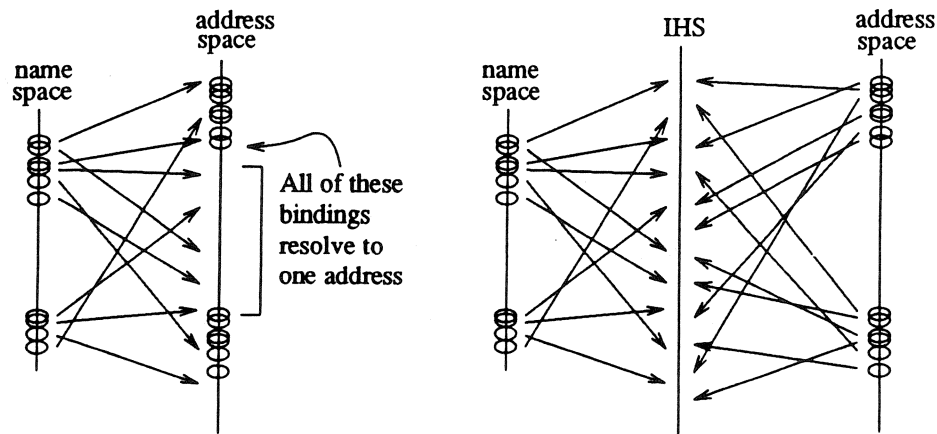 address
space
name
space
All of these
bindings
resolve to
one address
IHS
name
space
address
space